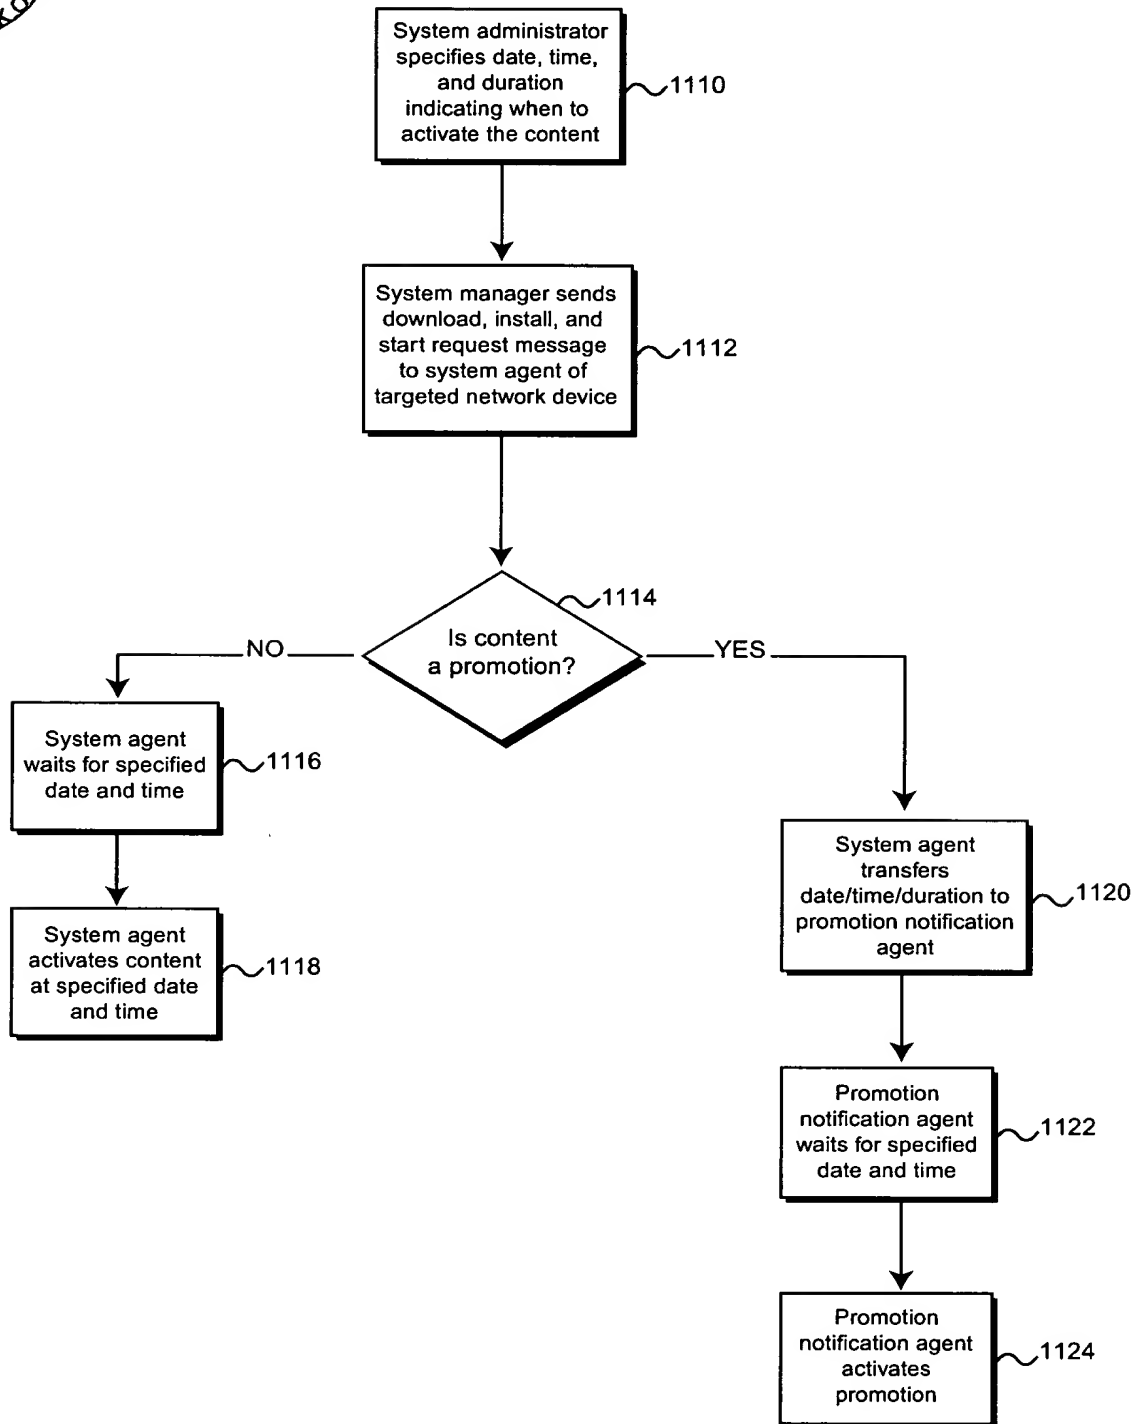 System administrator
specifies date, time,
and duration
indicating when to
activate the content
1110
System manager sends
download, install, and
start request message
to system agent of
targeted network device
1112
1114
Is content
a promotion?
NO
YES
System agent
waits for specified
date and time
1116
System agent
activates content
at specified date
and time
1118
System agent
transfers
date/time/duration to
promotion notification
agent
1120
Promotion
notification agent
waits for specified
date and time
1122
Promotion
notification agent
activates
promotion
1124